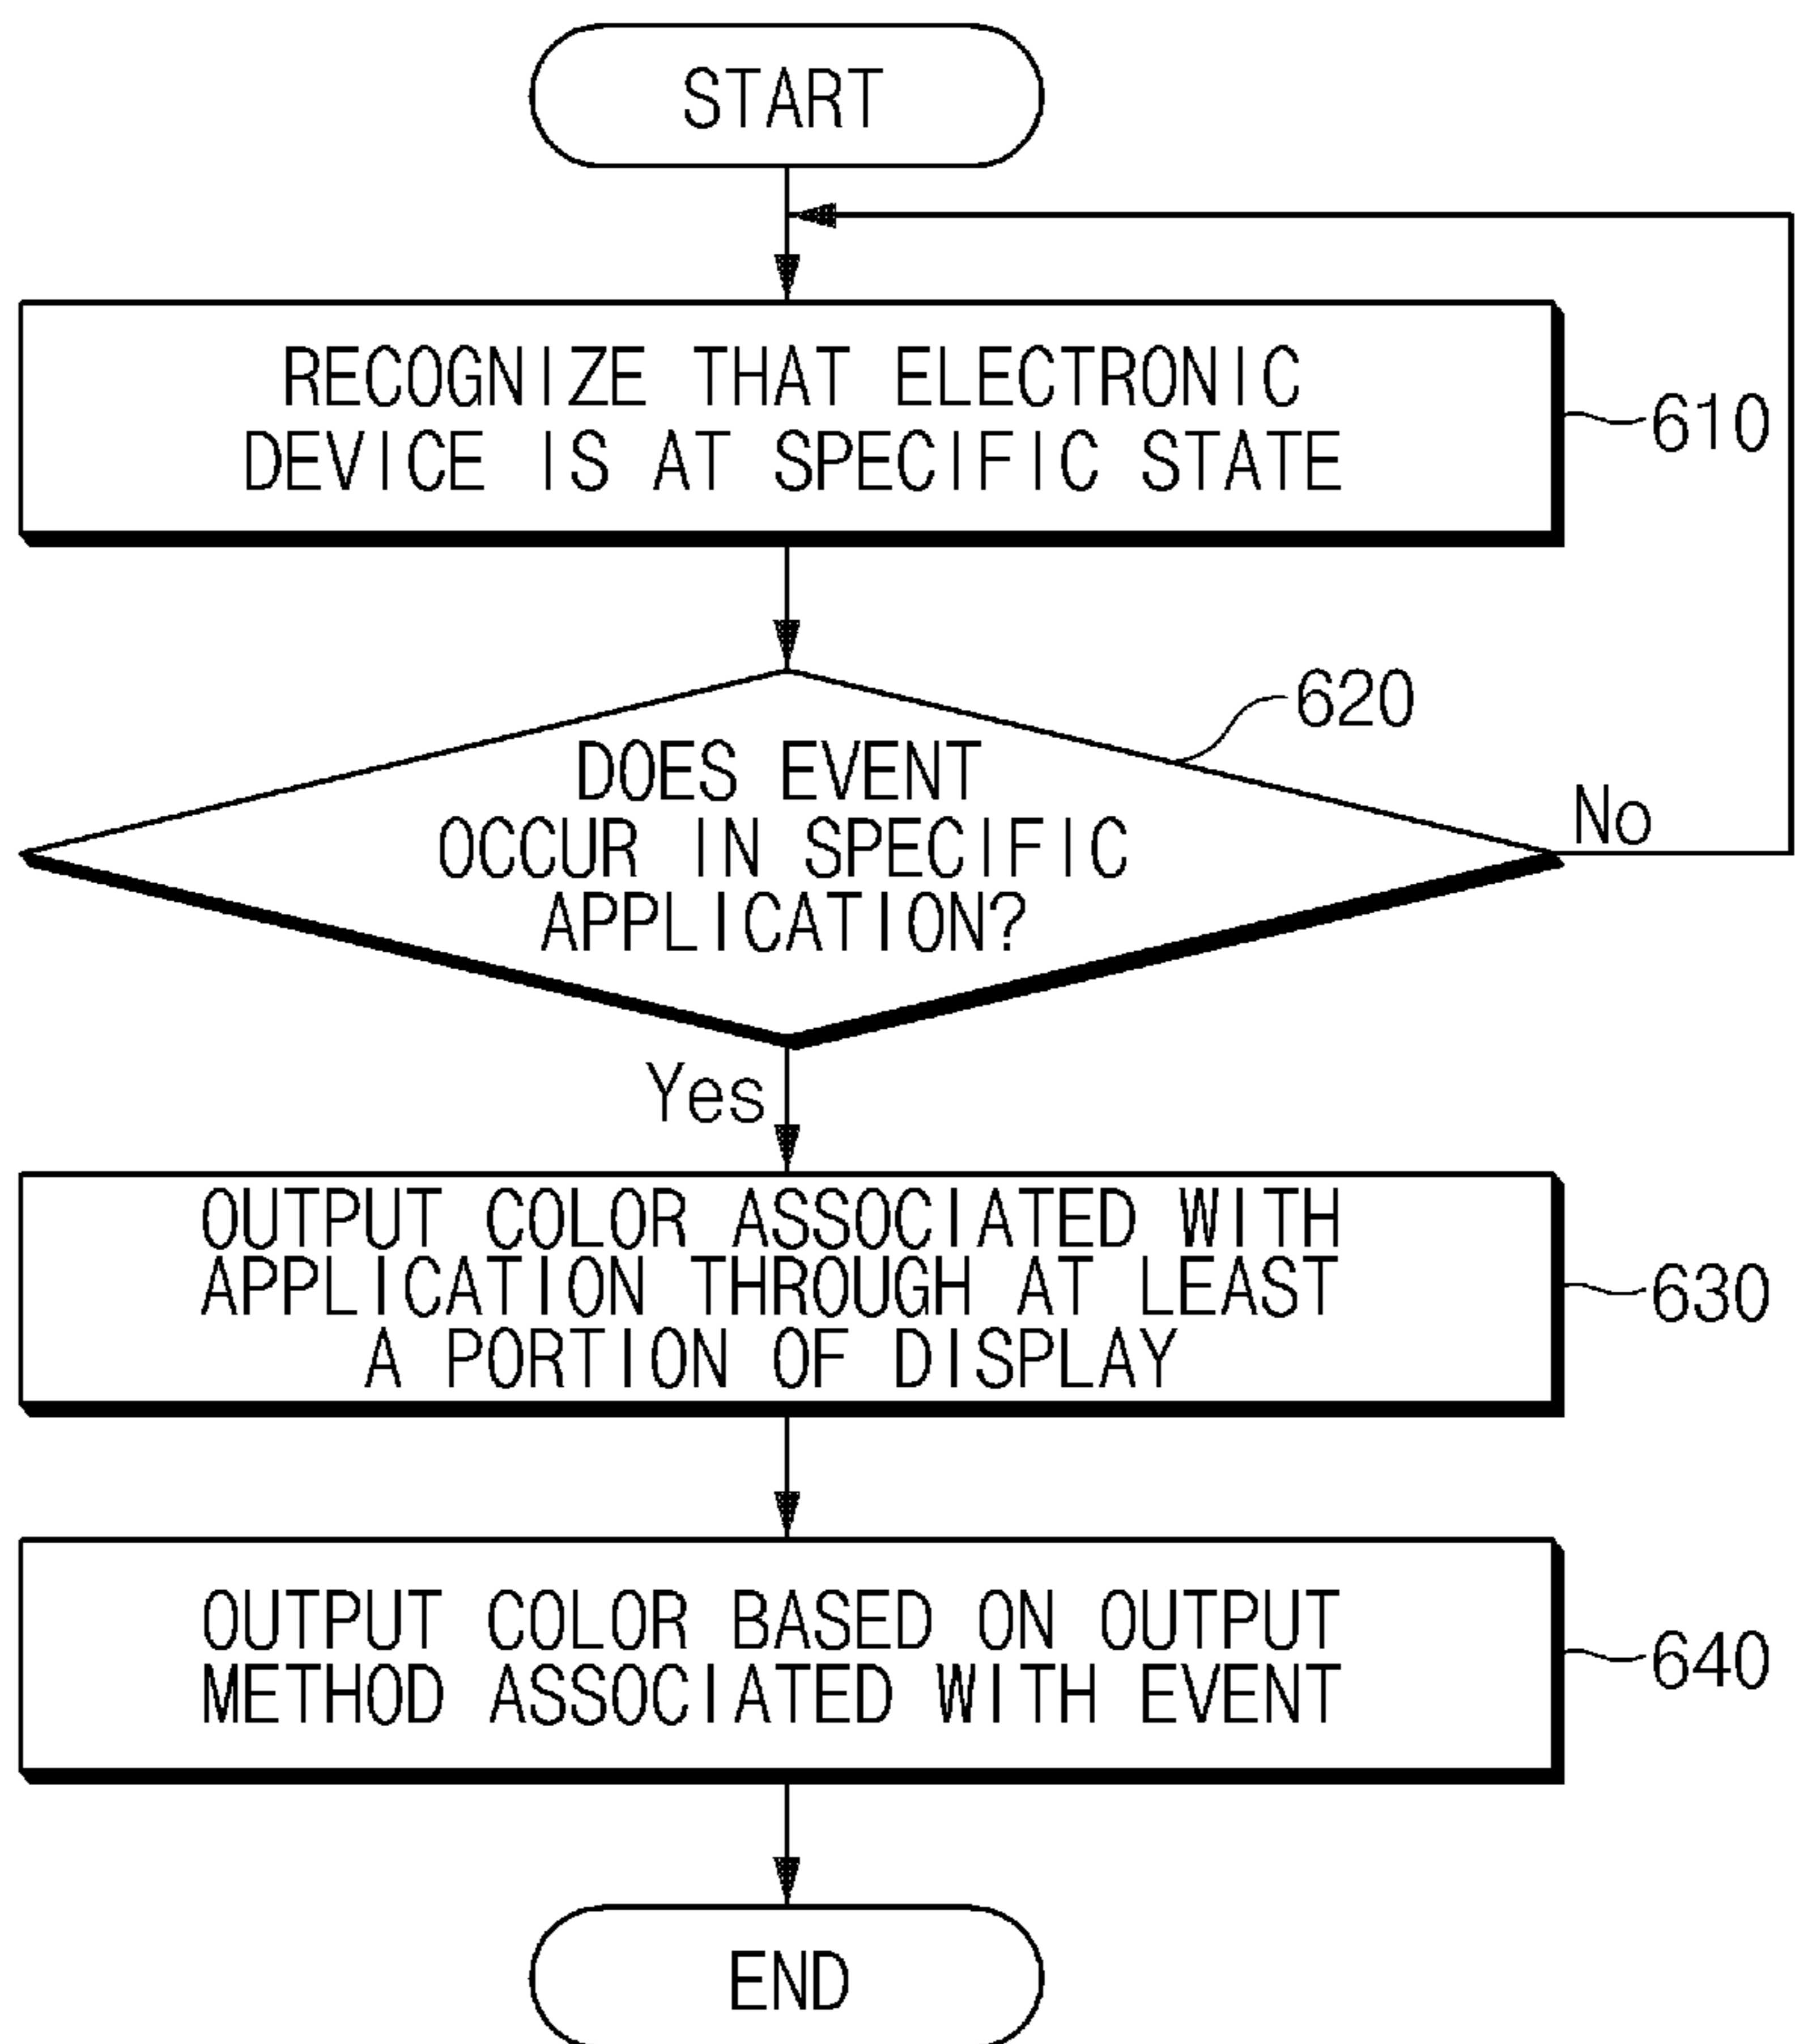 START
RECOGNIZE THAT ELECTRONIC
DEVICE IS AT SPECIFIC STATE
610
620
DOES EVENT
OCCUR IN SPECIFIC
APPLICATION?
No
Yes
OUTPUT COLOR ASSOCIATED WITH
APPLICATION THROUGH AT LEAST
A PORTION OF DISPLAY
630
OUTPUT COLOR BASED ON OUTPUT
METHOD ASSOCIATED WITH EVENT
640
END